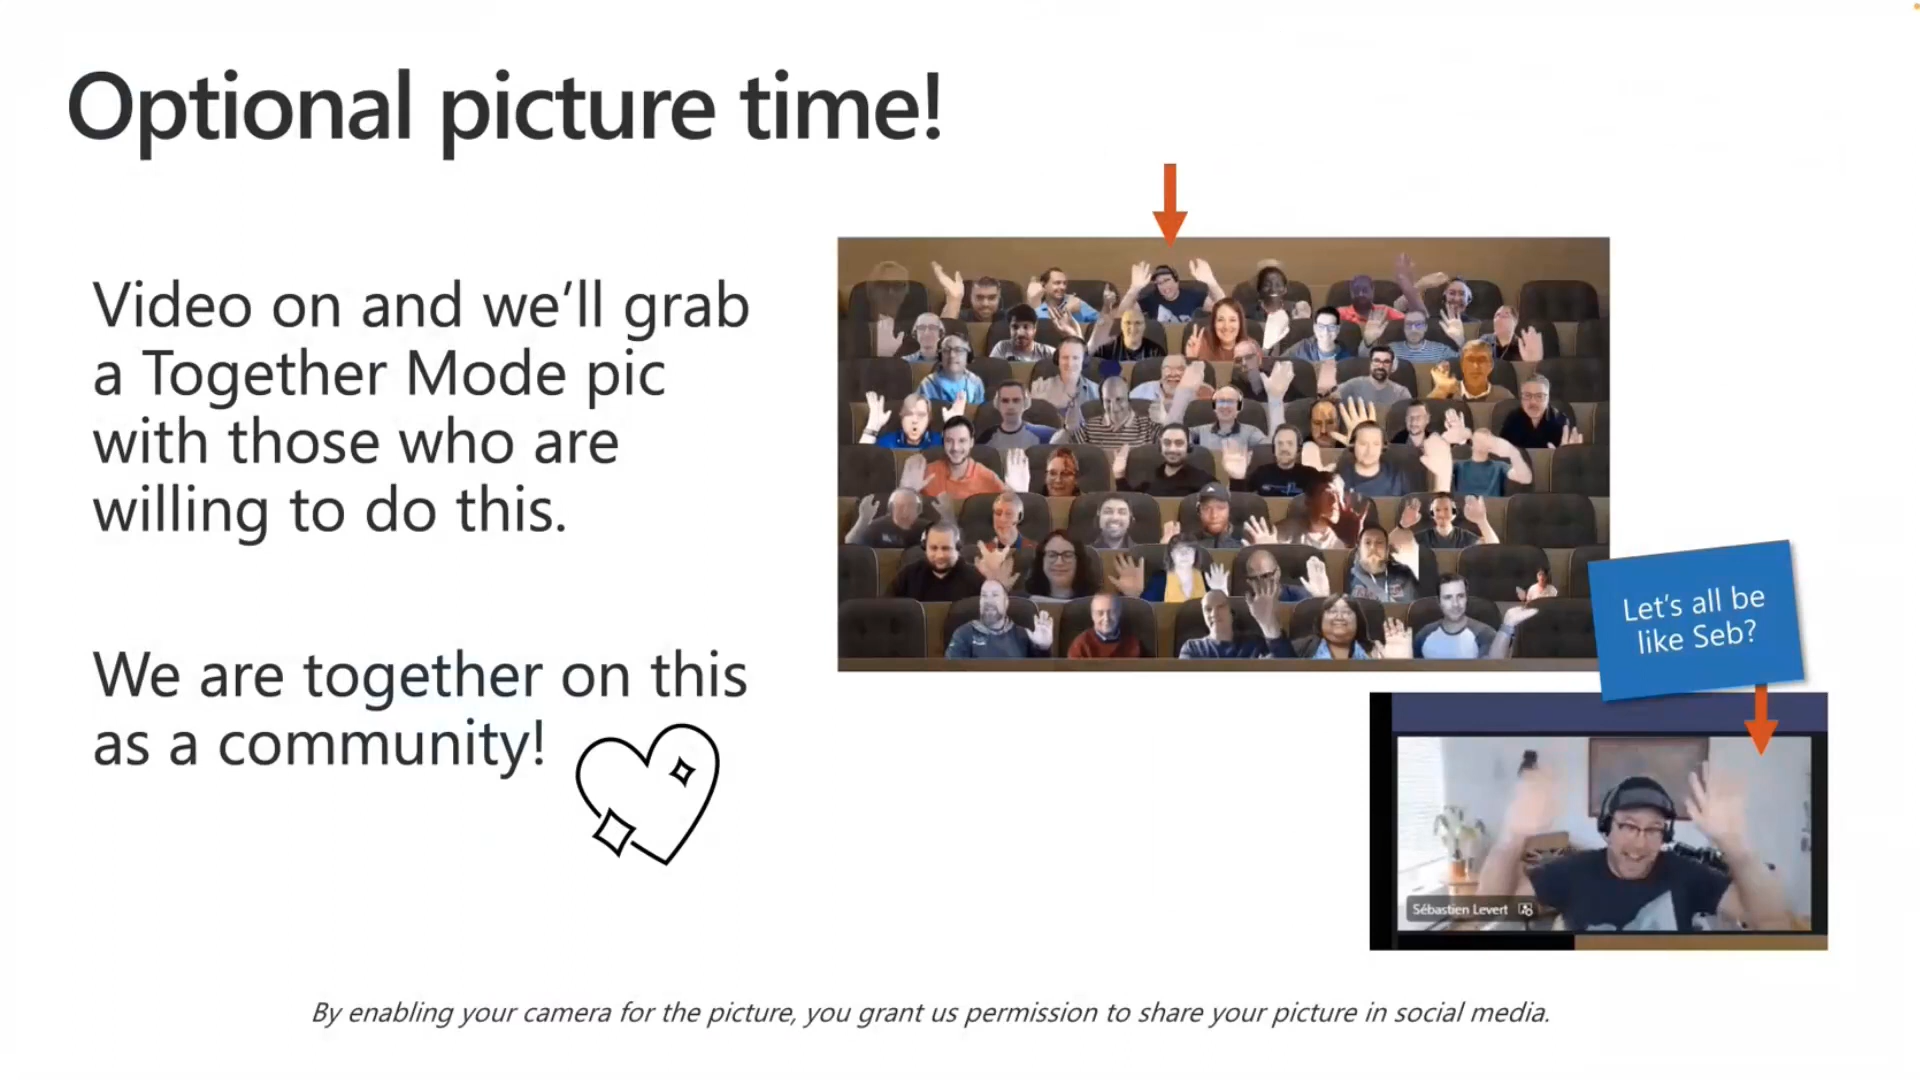 Optional picture time!
Video on and we’ll grab
a Together Mode pic
with those who are
willing to do this.
We are together on this
as a community!
Let’s all be
like Seb?
Sébastien Levert
By enabling your camera for the picture, you grant us permission to share your picture in social media.